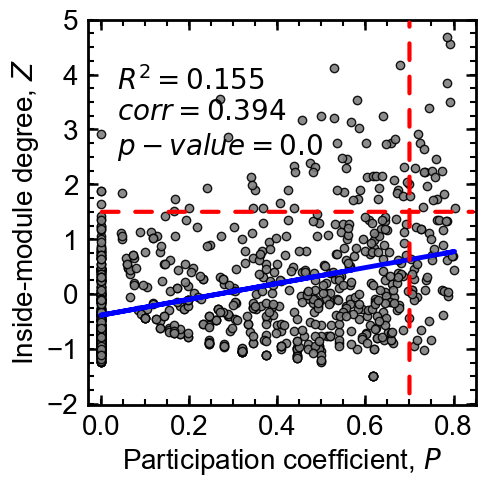 5
4
3
2
1
0
−1
−2
Inside-module degree, Z
R² = 0.155
corr = 0.394
p − value = 0.0
0.0 0.2 0.4 0.6 0.8
Participation coefficient, P